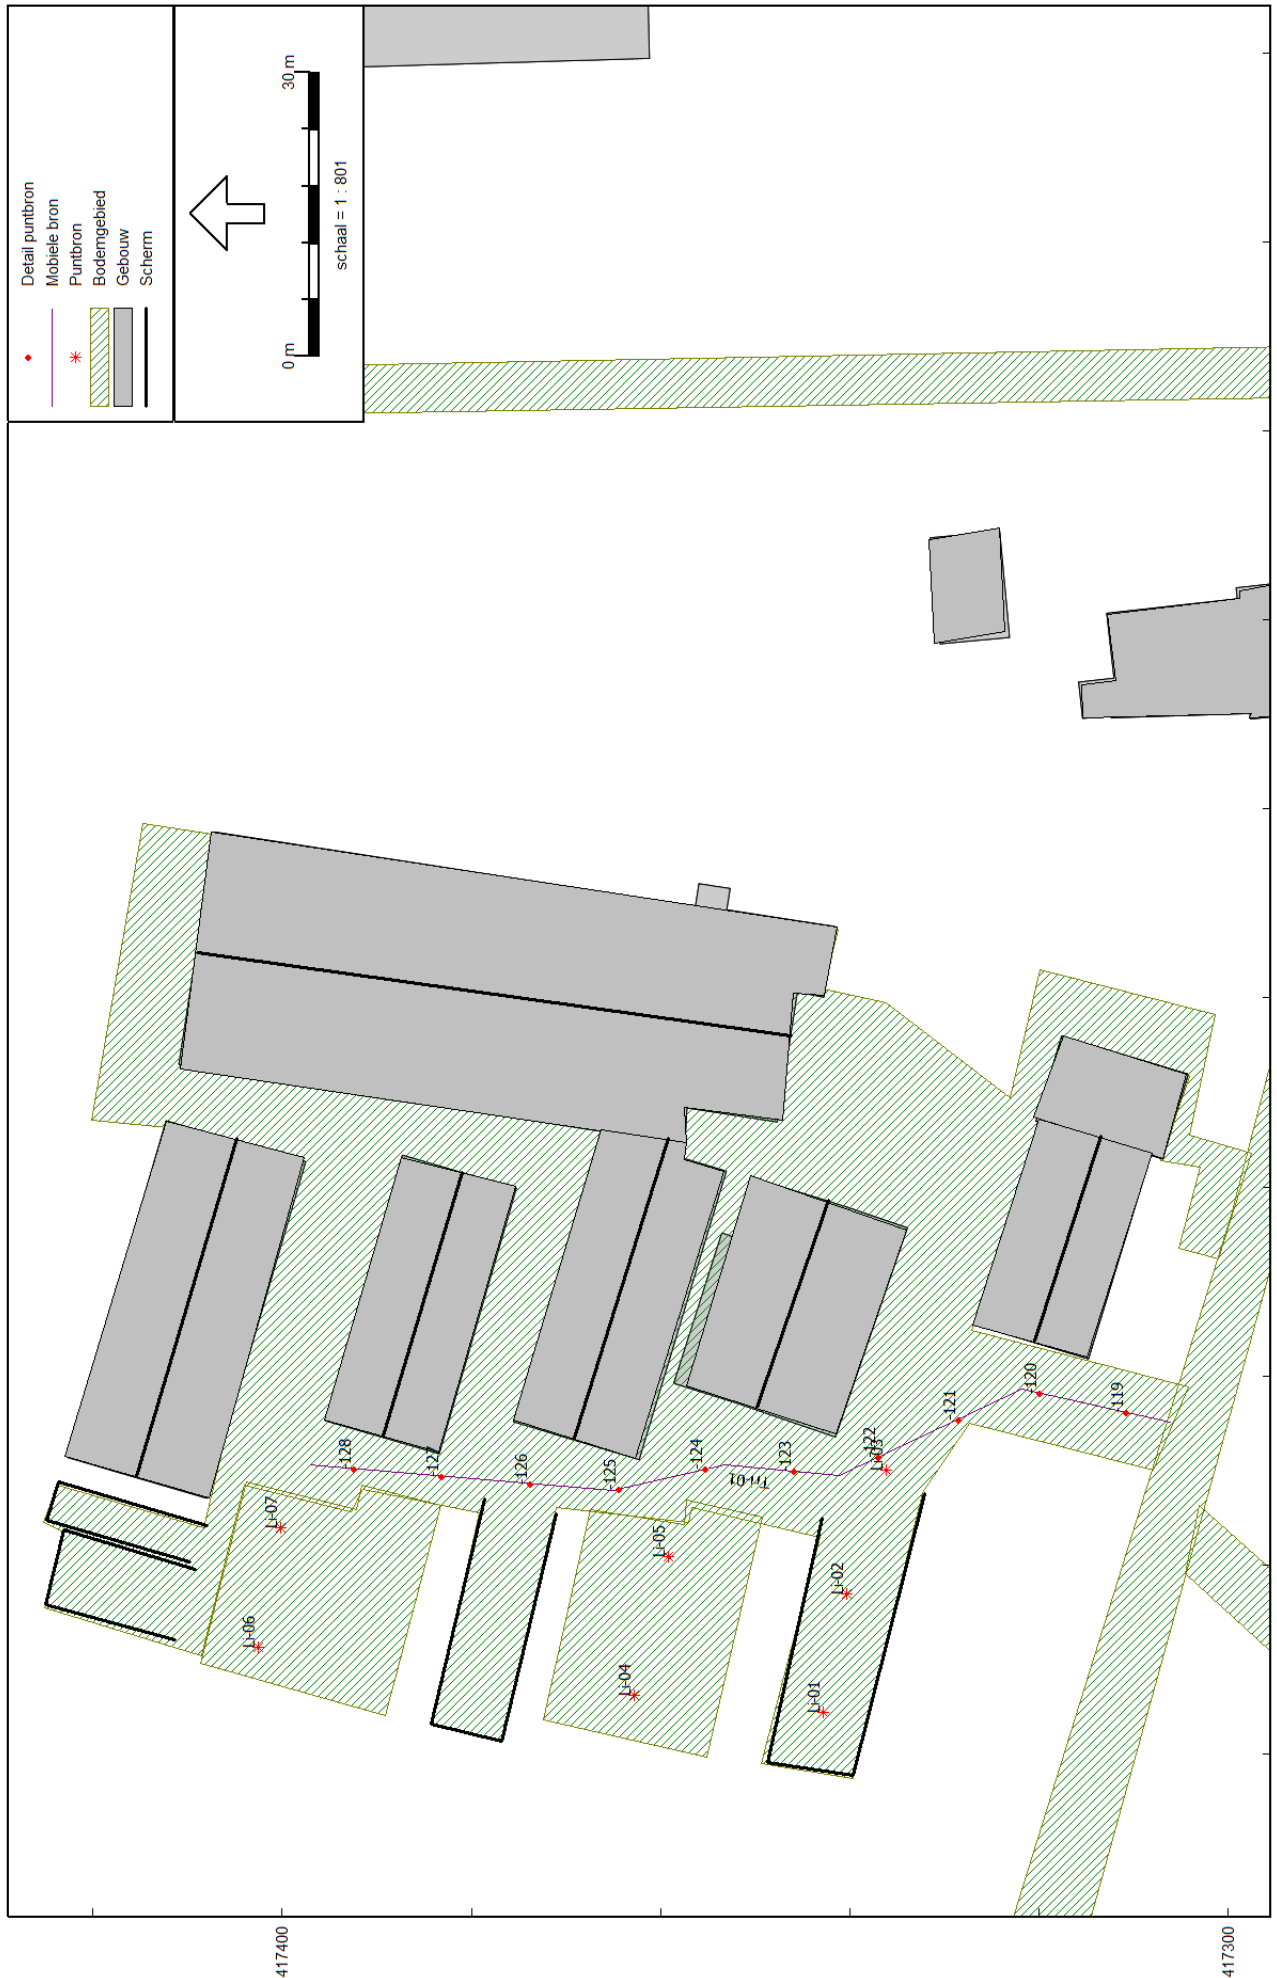 Detail puntbron
Mobiele bron
Puntbron
Bodemgebied
Gebouw
Scherm
0 m
30 m
schaal = 1 : 801
-128
-127
-126
-125
-124
-123
-122
-121
-120
-119
Li-07
Li-06
Li-05
Li-04
Li-03
Li-02
Li-01
417400
417300